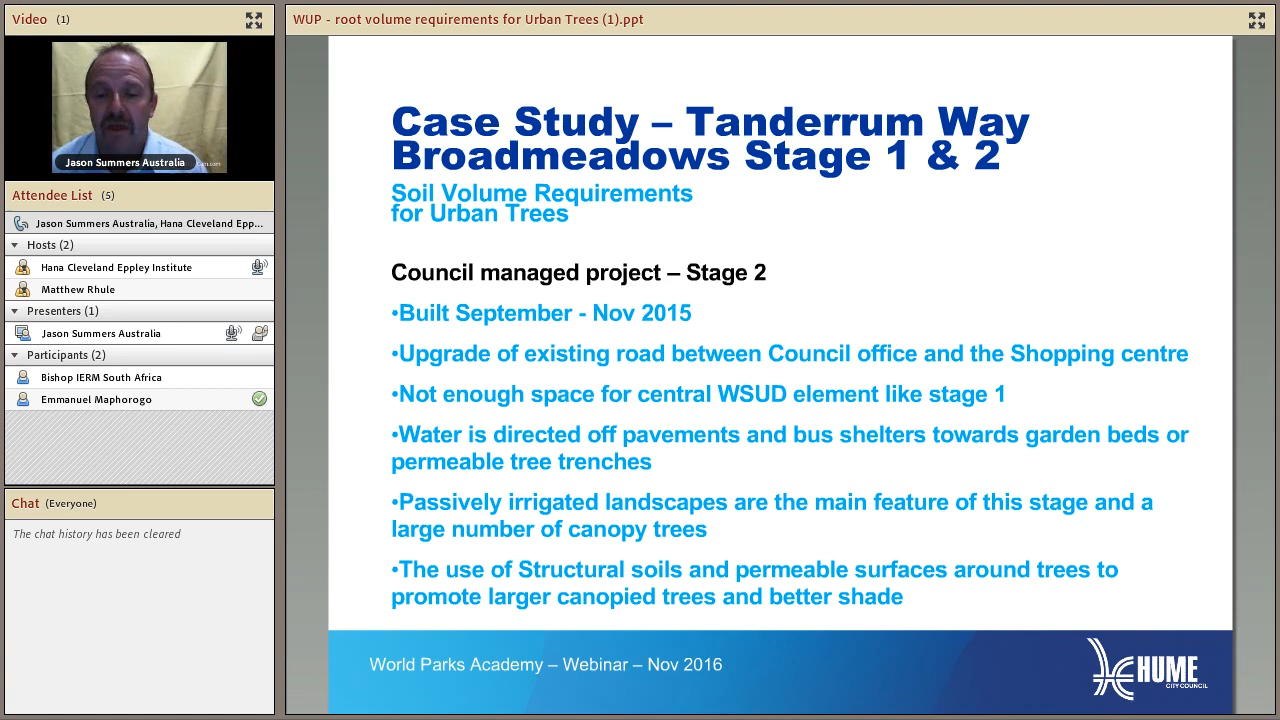 Video (1)
Jason Summers Australia
Attendee List (5)
Jason Summers Australia, Hana Cleveland Epp...
Hosts (2)
Hana Cleveland Eppley Institute
Matthew Rhule
Presenters (1)
Jason Summers Australia
Participants (2)
Bishop IERM South Africa
Emmanuel Maphorogo
Chat (Everyone)
The chat history has been cleared
WUP - root volume requirements for Urban Trees (1).ppt
Case Study – Tanderrum Way
Broadmeadows Stage 1 & 2
Soil Volume Requirements
for Urban Trees
Council managed project – Stage 2
•Built September - Nov 2015
•Upgrade of existing road between Council office and the Shopping centre
•Not enough space for central WSUD element like stage 1
•Water is directed off pavements and bus shelters towards garden beds or
permeable tree trenches
•Passively irrigated landscapes are the main feature of this stage and a
large number of canopy trees
•The use of Structural soils and permeable surfaces around trees to
promote larger canopied trees and better shade
World Parks Academy – Webinar – Nov 2016
HUME
CITY COUNCIL